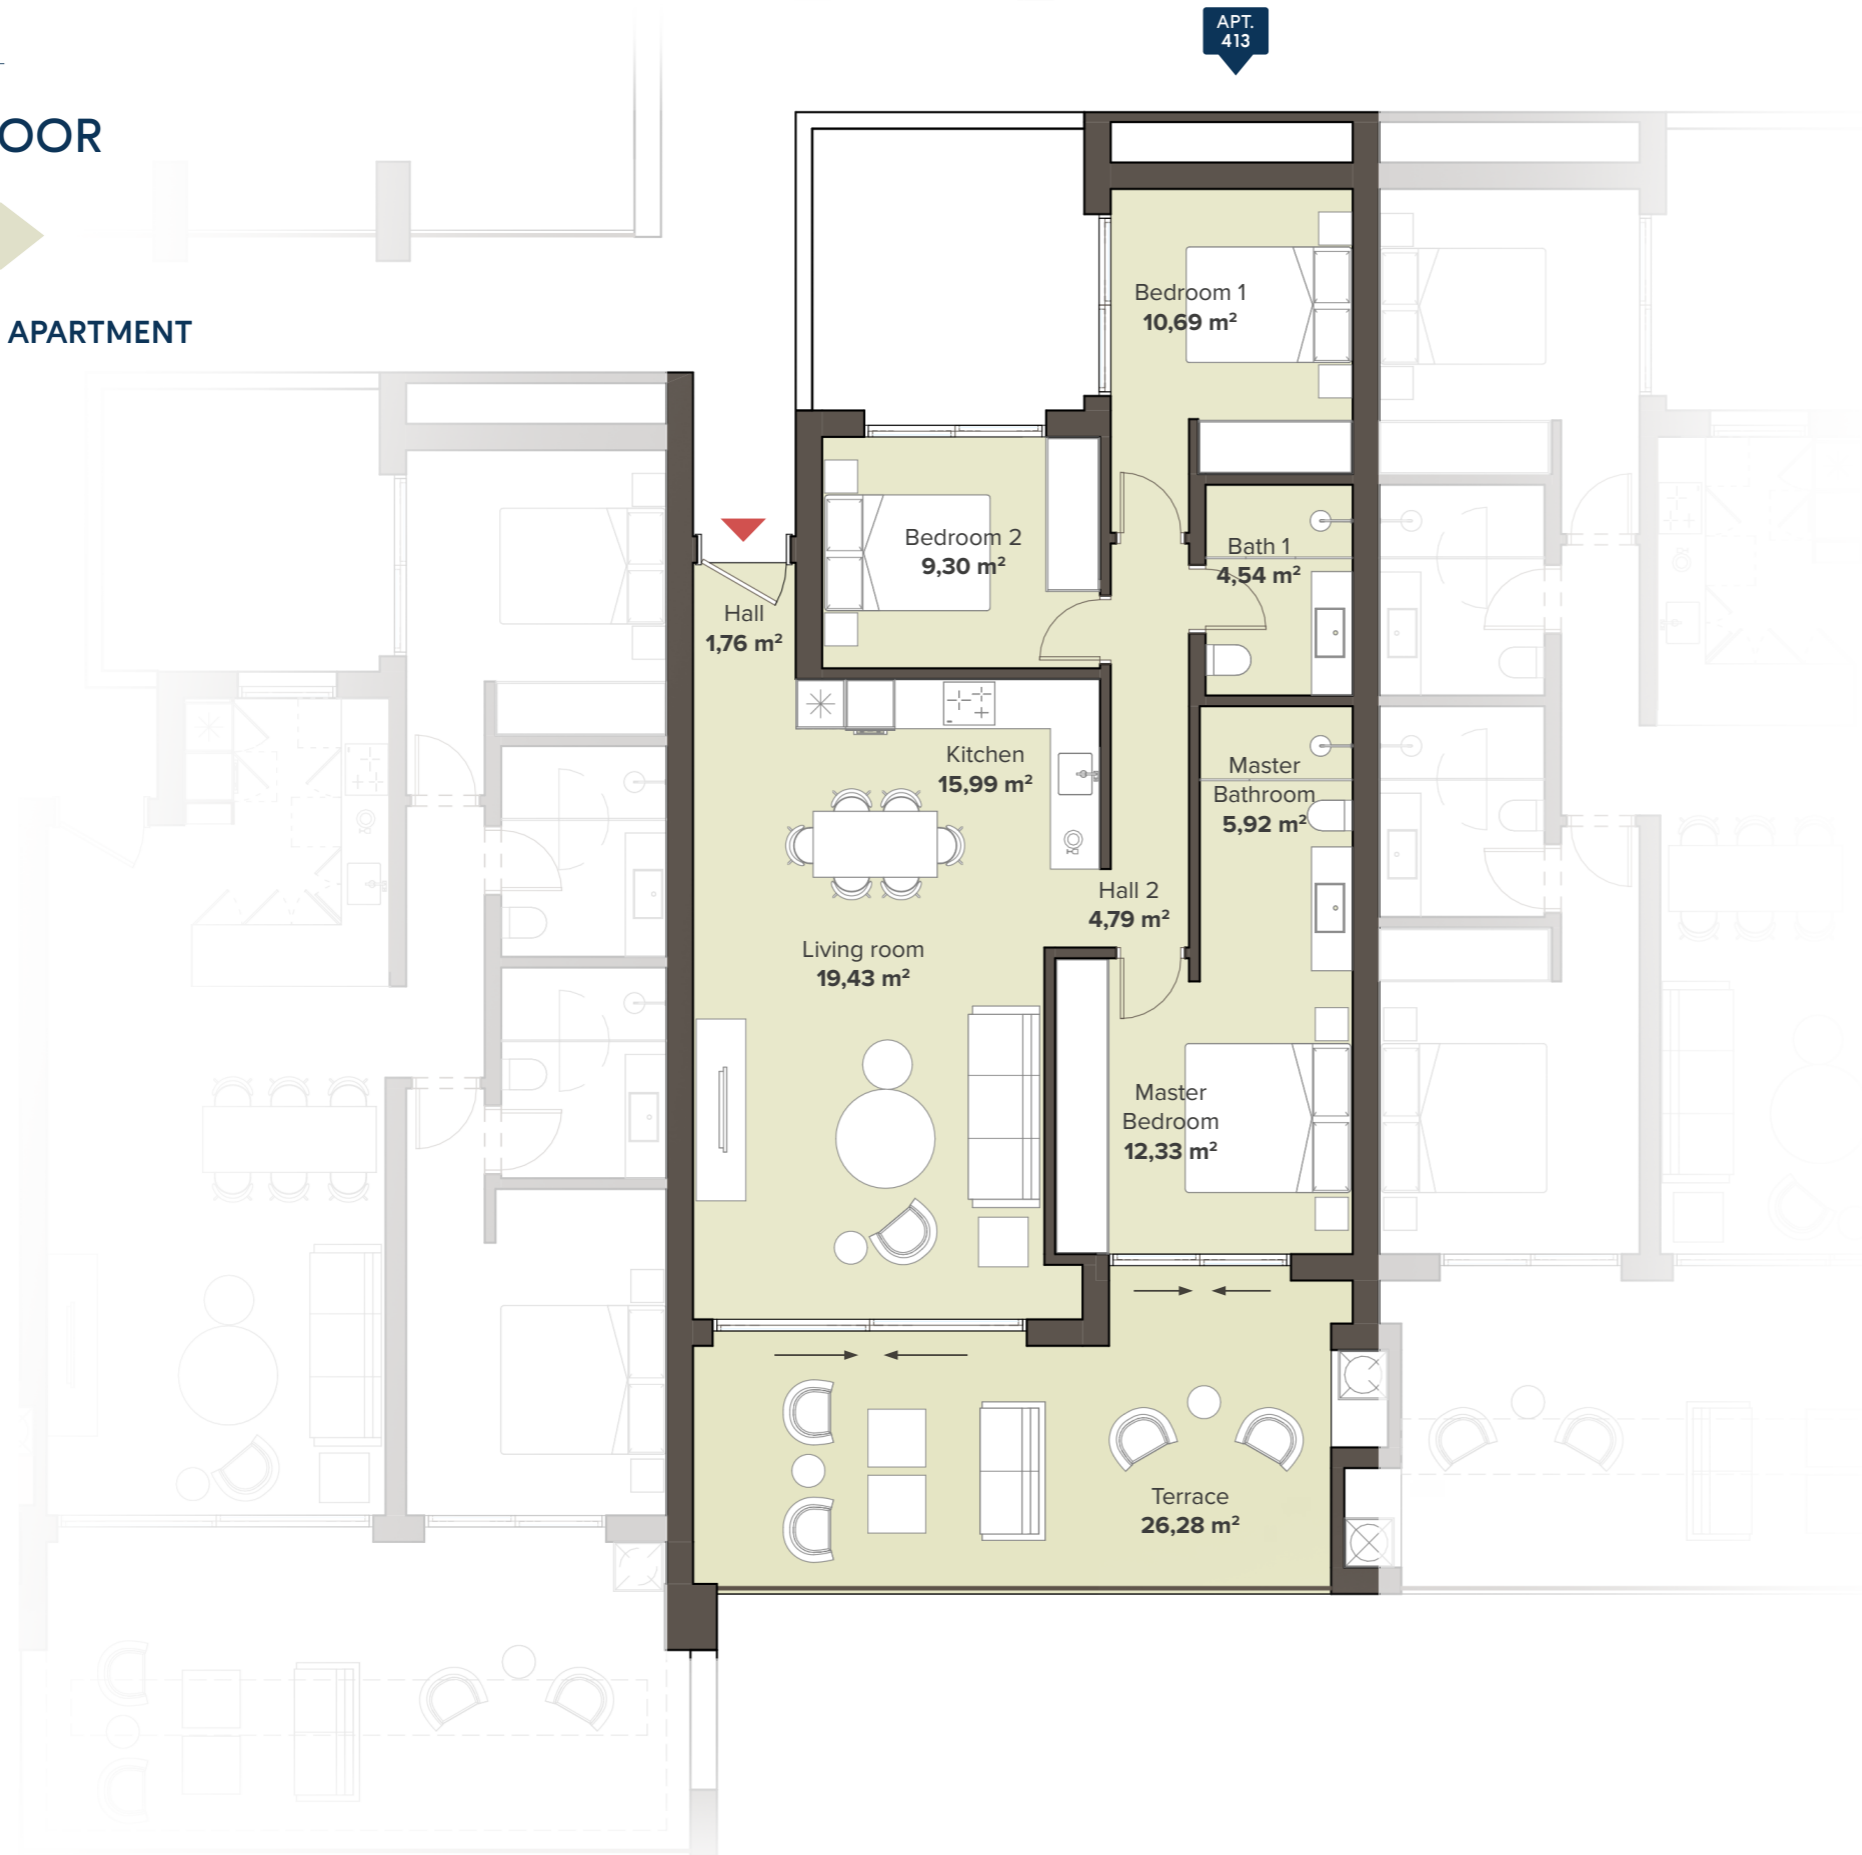 APT.
413
OOR
APARTMENT
Bedroom 1
10,69 m²
Bedroom 2
9,30 m²
Bath 1
4,54 m²
Hall
1,76 m²
Kitchen
15,99 m²
Master
Bathroom
5,92 m²
Hall 2
4,79 m²
Living room
19,43 m²
Master
Bedroom
12,33 m²
Terrace
26,28 m²